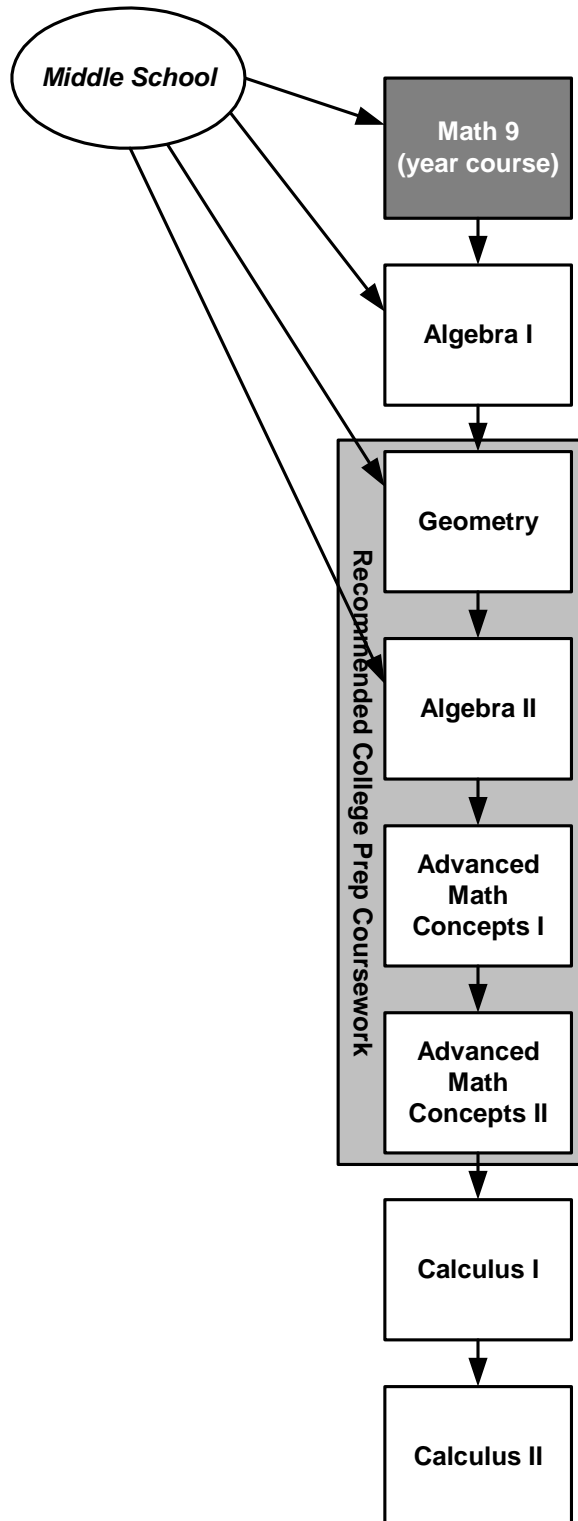 Middle School
Math 9
(year course)
Algebra I
Recommended College Prep Coursework
Geometry
Algebra II
Advanced
Math
Concepts I
Advanced
Math
Concepts II
Calculus I
Calculus II